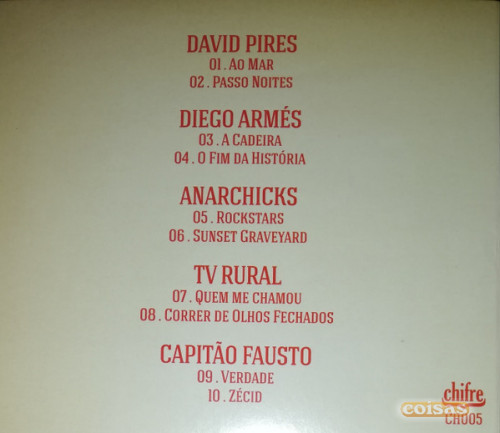 DAVID PIRES
01 . AO MAR
02 . PASSO NOITES
DIEGO ARMÉS
03 . A CADEIRA
04 . O FIM DA HISTÓRIA
ANARCHICKS
05 . ROCKSTARS
06 . SUNSET GRAVEYARD
TV RURAL
07 . QUEM ME CHAMOU
08 . CORRER DE OLHOS FECHADOS
CAPITÃO FAUSTO
09 . VERDADE
10 . ZÉCID
chifre
coisas
CH005